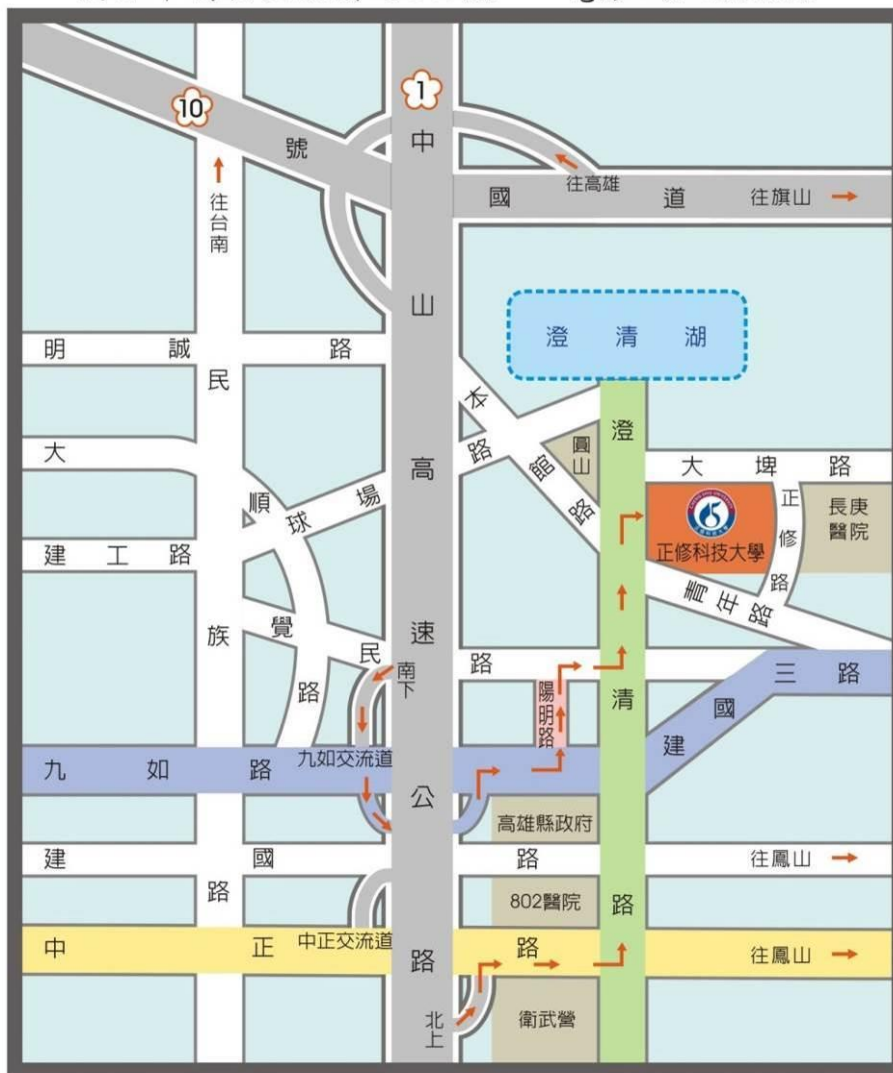 10
1
號
中山高速公路
往高雄
國道
往旗山
往台南
澄清湖
明誠路
民族路
本館路
圓山
大順路
球場路
澄清路
大埤路
正修科技大學
正修路
長庚
醫院
建工路
青年路
覺民路
南下
陽明路
建國三路
九如路
九如交流道
高雄縣政府
建國路
往鳳山
802醫院
中正路
中正交流道
往鳳山
北上
衛武營